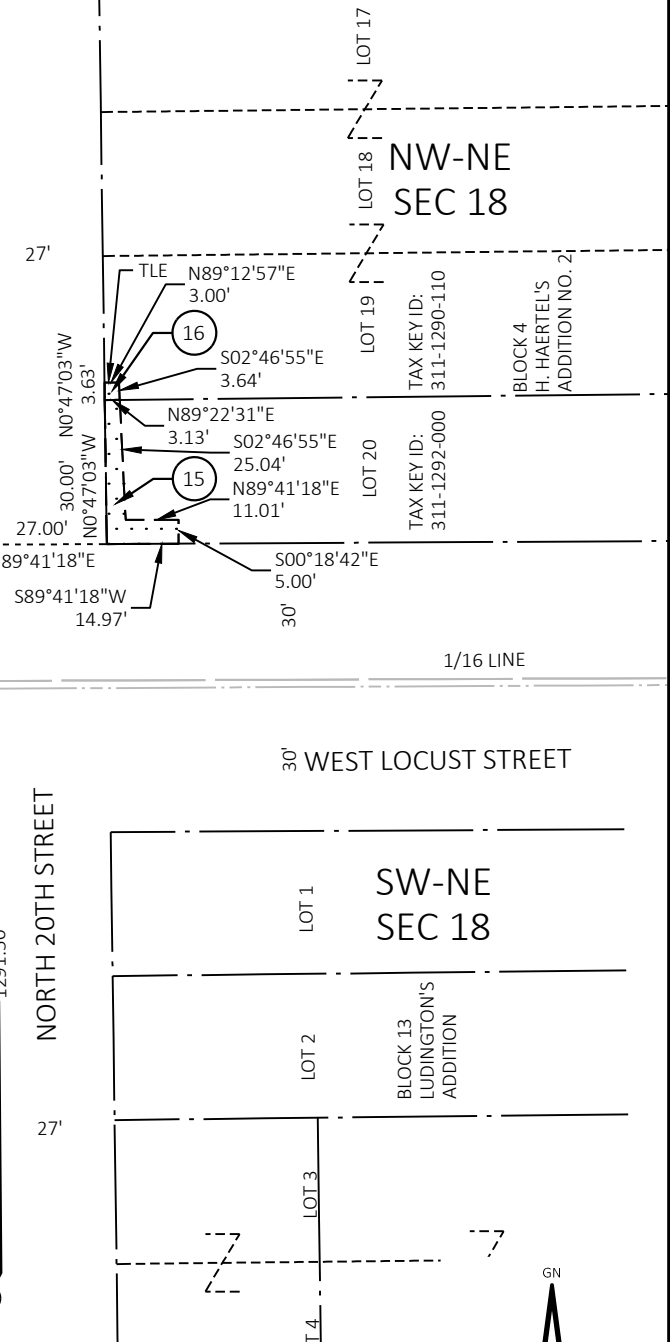 LOT 17
LOT 18
NW-NE
SEC 18
27'
TLE
N89°12'57"E
3.00'
16
S02°46'55"E
3.64'
N0°47'03"W
3.63'
LOT 19
TAX KEY ID:
311-1290-110
BLOCK 4
H. HAERTEL'S
ADDITION NO. 2
N89°22'31"E
3.13'
S02°46'55"E
25.04'
15
N89°41'18"E
11.01'
30.00'
N0°47'03"W
LOT 20
TAX KEY ID:
311-1292-000
27.00'
89°41'18"E
S89°41'18"W
14.97'
S00°18'42"E
5.00'
30'
1/16 LINE
30'
WEST LOCUST STREET
NORTH 20TH STREET
LOT 1
SW-NE
SEC 18
LOT 2
BLOCK 13
LUDINGTON'S
ADDITION
27'
LOT 3
T 4
GN